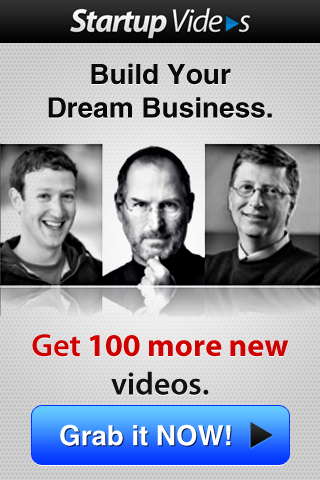 Startup Videos
Build Your
Dream Business.
Get 100 more new
videos.
Grab it NOW!